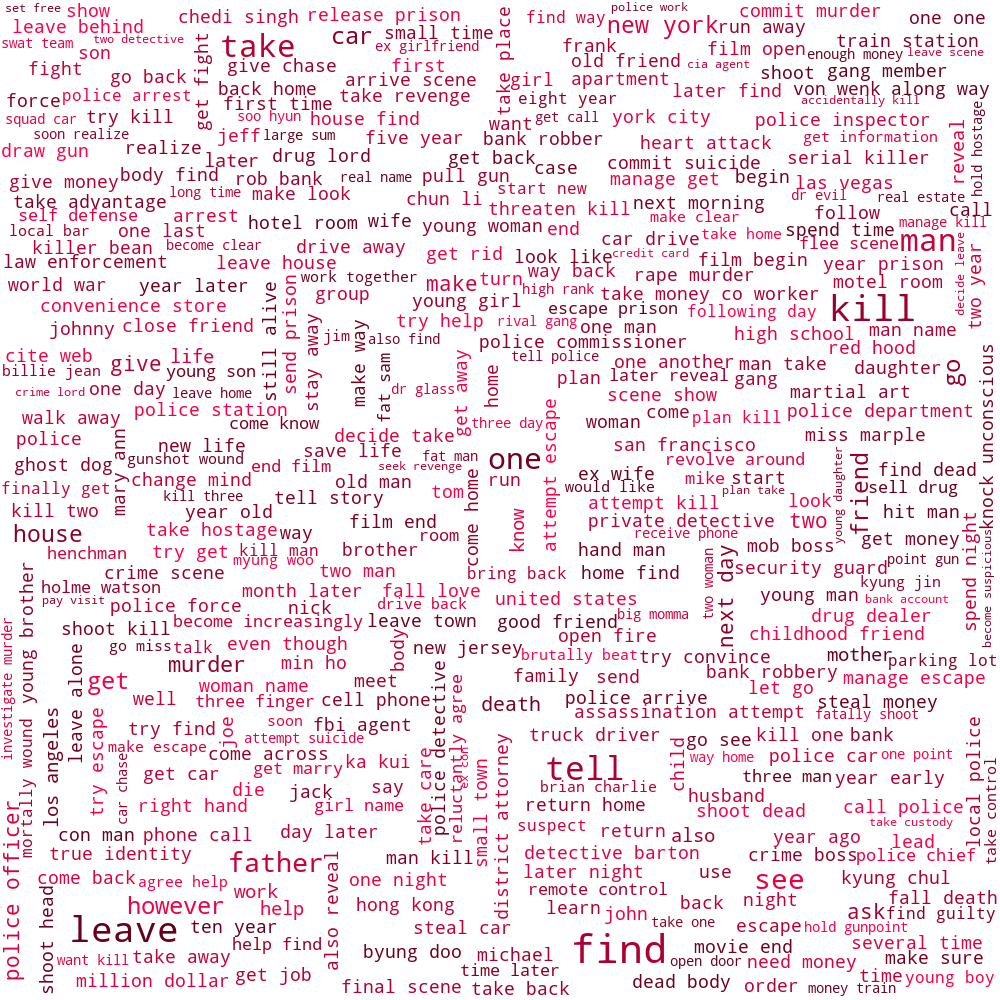 set free
show
chedi singh
release prison
find way
new york
run away
commit murder
one one
police work
leave behind
swat team
two detective
son
take
car
small time
ex girlfriend
frank
old friend
film open
cia agent
train station
enough money
leave scene
fight
get fight
give chase
first
arrive scene
take place
girl
apartment
shoot
gang member
go back
back home
force
police arrest
first time
take revenge
eight year
later find
von wenk along way
accidentally kill
squad car
try kill
soo hyun
house find
want
get call
york city
police inspector
soon realize
jeff
large sum
five year
bank robber
heart attack
get information
reveal
hold hostage
draw gun
realize
later
drug lord
get back
case
commit suicide
begin
serial killer
body find
rob bank
real name
pull gun
start new
manage get
las vegas
give money
long time
make look
chun li
threaten kill
next morning
dr evil
real estate
take advantage
self defense
arrest
hotel room
wife
young woman
end
make clear
follow
call
manage kill
local bar
one last
car drive
take home
spend time
flee scene
man
killer bean
become clear
drive away
get rid
look like
credit card
film begin
year prison
decide leave
two year
law enforcement
leave house
way back
rape murder
work together
world war
year later
still alive
send prison
group
make
turn
high rank
take money
co worker
motel room
young girl
escape prison
following day
kill
convenience store
stay away
make way
try help
rival gang
one man
johnny
close friend
jim
also find
police commissioner
high school
man name
red hood
cite web
give
life
tell police
one another
man take
daughter
go
billie jean
young son
fat sam
get away
home
plan
later reveal
gang
knock unconscious
crime lord
one day
leave home
dr glass
scene show
martial art
walk away
police station
come know
three day
attempt escape
woman
come
plan kill
police department
police
mary ann
new life
save life
decide take
san francisco
miss marple
ghost dog
gunshot wound
fat man
one
revolve around
young daughter
friend
find dead
end film
seek revenge
change mind
old man
run
ex wife
mike
start
sell drug
finally get
kill three
tell story
tom
come home
would like
plan take
kill two
year old
film end
know
attempt kill
look
hit man
house
take hostage
way
room
private detective
two
receive phone
get money
spend night
become suspicious
henchman
try get
kill man
brother
hand man
mob boss
point gun
myung woo
crime scene
two man
bring back
home find
two woman
next day
security guard
kyung jin
holme watson
month later
fall love
united states
young man
bank account
pay visit
police force
nick
drive back
big momma
drug dealer
mortally wound
young brother
become increasingly
leave town
good friend
childhood friend
shoot kill
open fire
investigate murder
go miss
talk
even though
body
new jersey
brutally beat
try convince
mother
parking lot
leave alone
murder
min ho
family
send
bank robbery
manage escape
get
woman name
meet
let go
well
three finger
cell phone
police detective
reluctantly agree
death
police arrive
steal money
los angeles
try escape
try find
joe
soon
fbi agent
assassination attempt
fatally shoot
make escape
attempt suicide
truck driver
go see
kill one
bank
local police
car chase
come across
ka kui
take care
ex con
district attorney
child
way home
police car
one point
get car
get marry
tell
three man
year early
die
jack
say
small town
brian charlie
husband
right hand
girl name
return home
shoot dead
call police
take custody
take control
police officer
con man
phone call
day later
suspect
return
also
year ago
lead
true identity
father
man kill
detective barton
crime boss
police chief
come back
agree help
work
also reveal
one night
later night
use
see
kyung chul
remote control
back
night
fall death
shoot head
however
help
hong kong
learn
john
ask
find guilty
leave
ten year
steal car
take one
escape
hold gunpoint
help find
find
movie end
several time
want kill
take away
byung doo
michael
open door
need money
make sure
million dollar
get job
time later
dead body
order
time
young boy
final scene
take back
money train